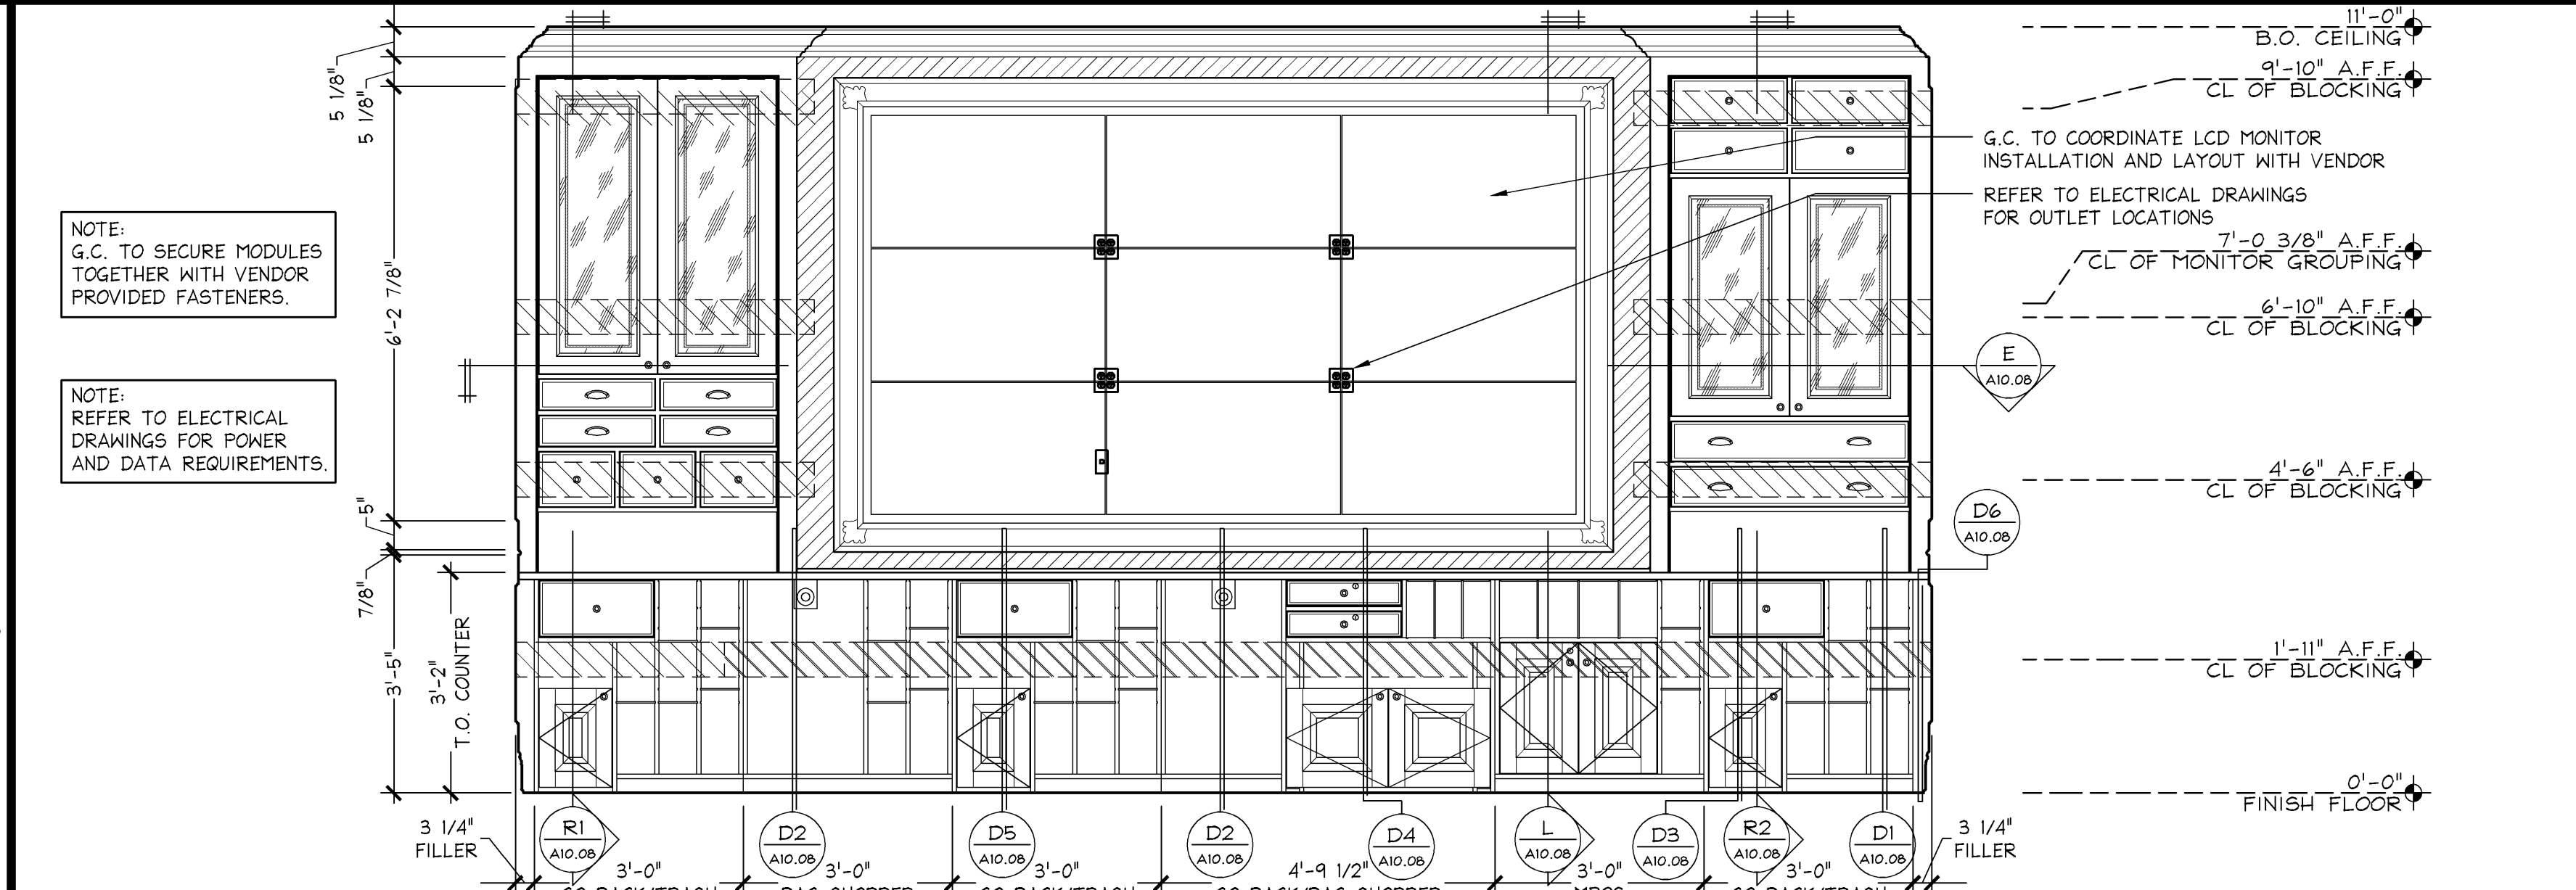 11'-0"
B.O. CEILING
9'-10" A.F.F.
CL OF BLOCKING
G.C. TO COORDINATE LCD MONITOR
INSTALLATION AND LAYOUT WITH VENDOR
REFER TO ELECTRICAL DRAWINGS
FOR OUTLET LOCATIONS
7'-0 3/8" A.F.F.
CL OF MONITOR GROUPING
6'-10" A.F.F.
CL OF BLOCKING
E
A10.08
4'-6" A.F.F.
CL OF BLOCKING
D6
A10.08
1'-11" A.F.F.
CL OF BLOCKING
0'-0"
FINISH FLOOR
NOTE:
G.C. TO SECURE MODULES
TOGETHER WITH VENDOR
PROVIDED FASTENERS.
NOTE:
REFER TO ELECTRICAL
DRAWINGS FOR POWER
AND DATA REQUIREMENTS.
5 1/8"
5 1/8"
6'-2 7/8"
5"
7/8"
3'-5"
3'-2"
T.O. COUNTER
3 1/4"
FILLER
R1
A10.08
D2
A10.08
D5
A10.08
D2
A10.08
D4
A10.08
L
A10.08
D3
A10.08
R2
A10.08
D1
A10.08
3 1/4"
FILLER
3'-0"
3'-0"
3'-0"
4'-9 1/2"
3'-0"
3'-0"